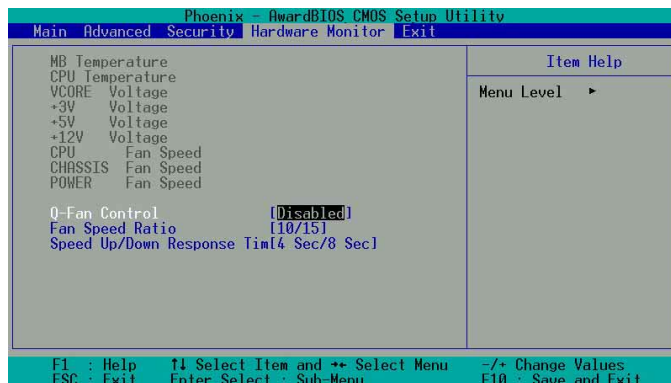 Phoenix - AwardBIOS CMOS Setup Utility
Main Advanced Security Hardware Monitor Exit
MB Temperature
CPU Temperature
VCORE Voltage
+3V Voltage
+5V Voltage
+12V Voltage
CPU Fan Speed
CHASSIS Fan Speed
POWER Fan Speed
Q-Fan Control [Disabled]
Fan Speed Ratio [10/15]
Speed Up/Down Response Tim[4 Sec/8 Sec]
Item Help
Menu Level ►
F1 : Help ↑↓ Select Item and →← Select Menu -/+ Change Values
ESC : Exit Enter Select : Sub-Menu F10 : Save and Exit